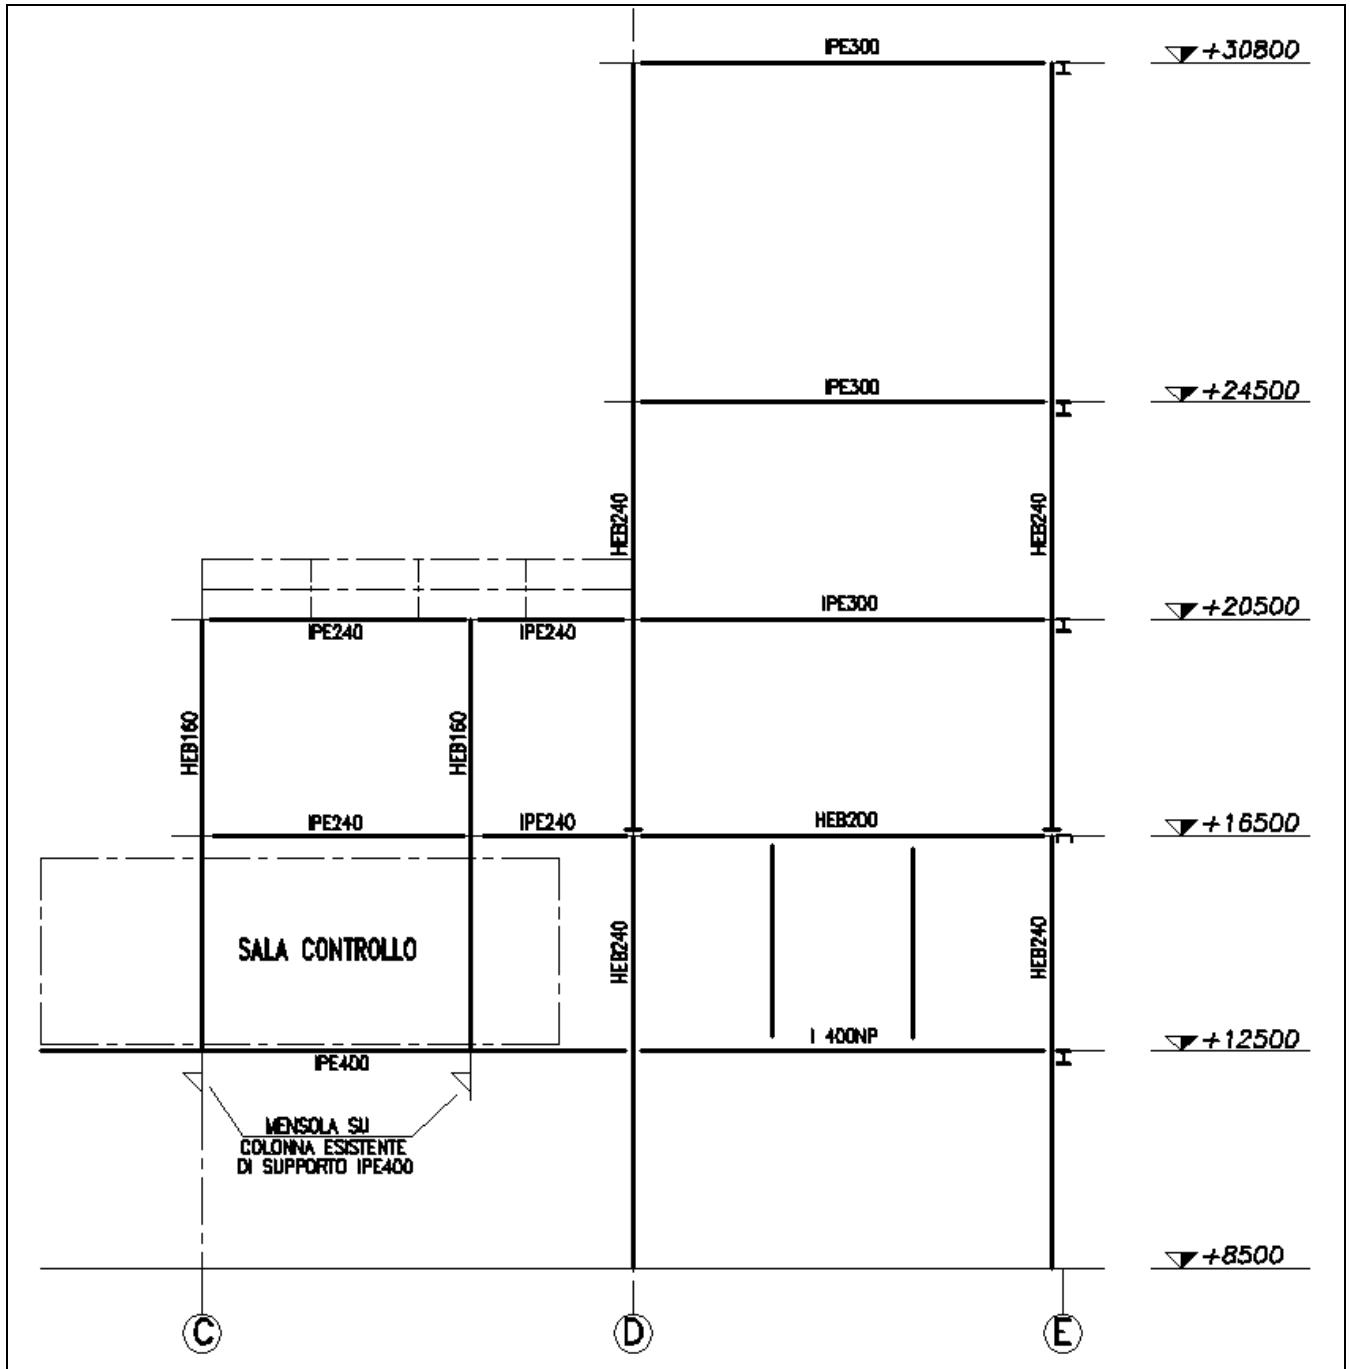 IPE300
+30800
IPE300
+24500
HEB240
HEB240
IPE300
+20500
IPE240
IPE240
HEB160
HEB160
IPE240
IPE240
HEB200
+16500
SALA CONTROLLO
HEB240
HEB240
I 400NP
+12500
IPE400
MENSOLA SU
COLONNA ESISTENTE
DI SUPPORTO IPE400
+8500
C
D
E